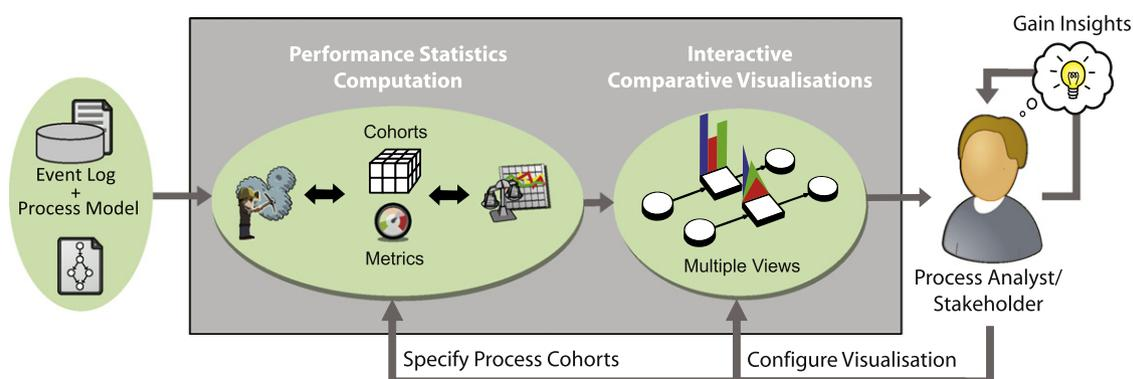 Gain Insights
Performance Statistics
Computation
Interactive
Comparative Visualisations
Event Log
+
Process Model
Cohorts
Metrics
Multiple Views
Process Analyst/
Stakeholder
Specify Process Cohorts
Configure Visualisation